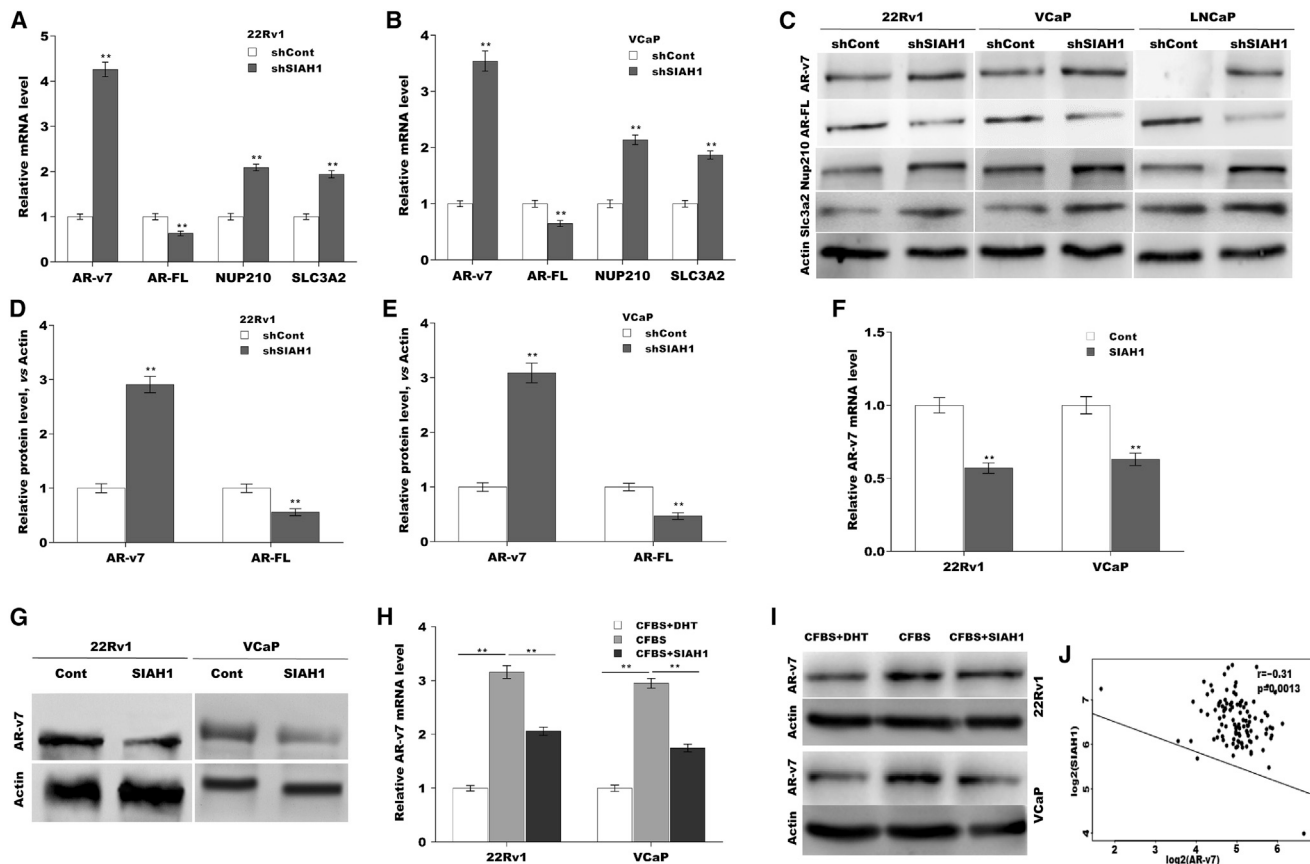 A
22Rv1
shCont
shSIAH1
Relative mRNA level
5
4
3
2
1
0
**
**
**
**
AR-v7 AR-FL NUP210 SLC3A2
B
VCaP
shCont
shSIAH1
Relative mRNA level
4
3
2
1
0
**
**
**
**
AR-v7 AR-FL NUP210 SLC3A2
C
22Rv1 VCaP LNCaP
shCont shSIAH1 shCont shSIAH1 shCont shSIAH1
AR-v7
AR-FL
Nup210
Slc3a2
Actin
D
22Rv1
shCont
shSIAH1
Relative protein level, vs Actin
4
3
2
1
0
**
**
AR-v7 AR-FL
E
VCaP
shCont
shSIAH1
Relative protein level, vs Actin
4
3
2
1
0
**
**
AR-v7 AR-FL
F
Cont
SIAH1
Relative AR-v7 mRNA level
1.5
1.0
0.5
0.0
**
**
22Rv1 VCaP
G
22Rv1 VCaP
Cont SIAH1 Cont SIAH1
AR-v7
Actin
H
CFBS+DHT
CFBS
CFBS+SIAH1
Relative AR-v7 mRNA level
4
3
2
1
0
** **
** **
22Rv1 VCaP
I
CFBS+DHT CFBS CFBS+SIAH1
AR-v7
Actin
22Rv1
AR-v7
Actin
VCaP
J
r=-0.31
p=0.0013
log2(SIAH1)
7
6
5
4
2 3 4 5 6
log2(AR-v7)